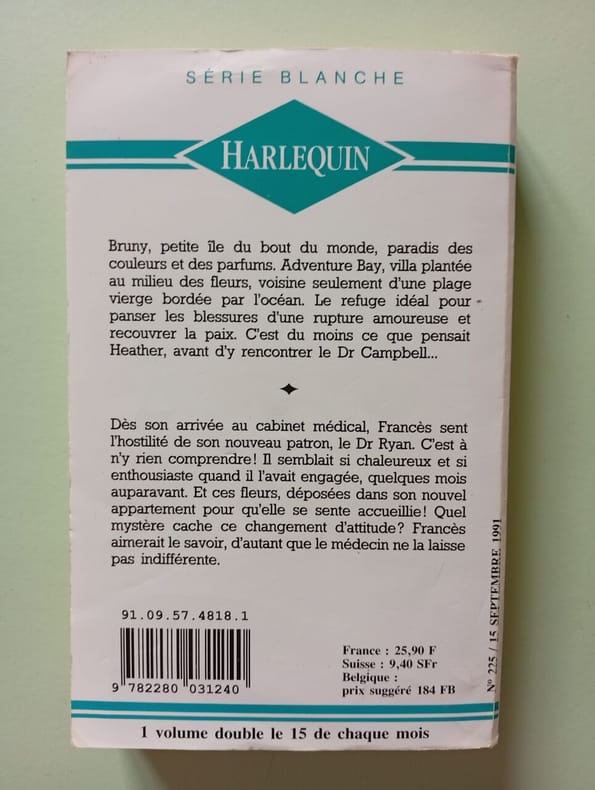 SÉRIE BLANCHE
HARLEQUIN
Bruny, petite île du bout du monde, paradis des
couleurs et des parfums. Adventure Bay, villa plantée
au milieu des fleurs, voisine seulement d'une plage
vierge bordée par l'océan. Le refuge idéal pour
panser les blessures d'une rupture amoureuse et
recouvrer la paix. C'est du moins ce que pensait
Heather, avant d'y rencontrer le Dr Campbell...
Dès son arrivée au cabinet médical, Francès sent
l'hostilité de son nouveau patron, le Dr Ryan. C'est à
n'y rien comprendre! Il semblait si chaleureux et si
enthousiaste quand il l'avait engagée, quelques mois
auparavant. Et ces fleurs, déposées dans son nouvel
appartement pour qu'elle se sente accueillie! Quel
mystère cache ce changement d'attitude? Francès
aimerait le savoir, d'autant que le médecin ne la laisse
pas indifférente.
91.09.57.4818.1
9 782280 031240
France : 25,90 F
Suisse : 9,40 SFr
Belgique :
prix suggéré 184 FB
N° 225 / 15 SEPTEMBRE 1991
1 volume double le 15 de chaque mois